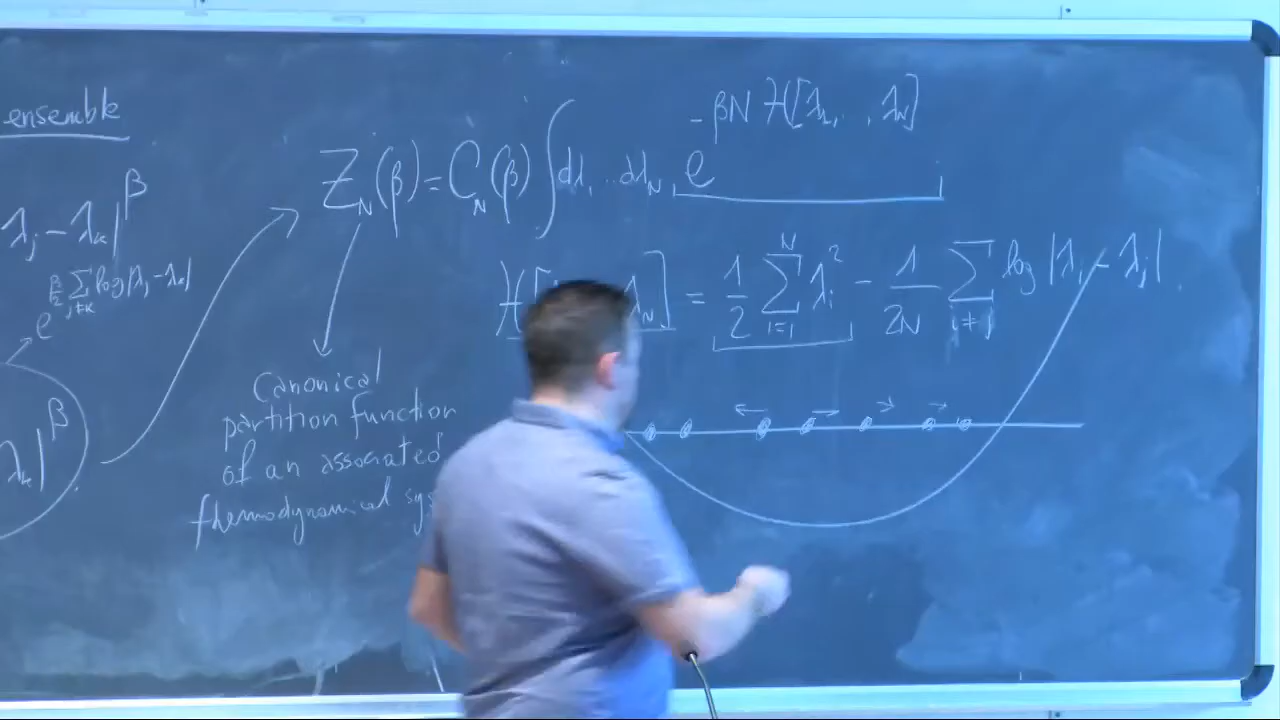 ensemble
λ_j - λ_k|^β
e^{β/2 Σ_{j≠k} log|λ_j - λ_k|}
λ_k|^β
Z_N(β) = C_N(β) ∫ dλ_1 .. dλ_N e^{-βN H[λ_1, .., λ_N]}
H[ λ_N] = 1/2 Σ_{i=1}^{N} λ_i^2 - 1/2N Σ_{i≠j} log |λ_i - λ_j| .
Canonical
partition function
of an associated
thermodynamical